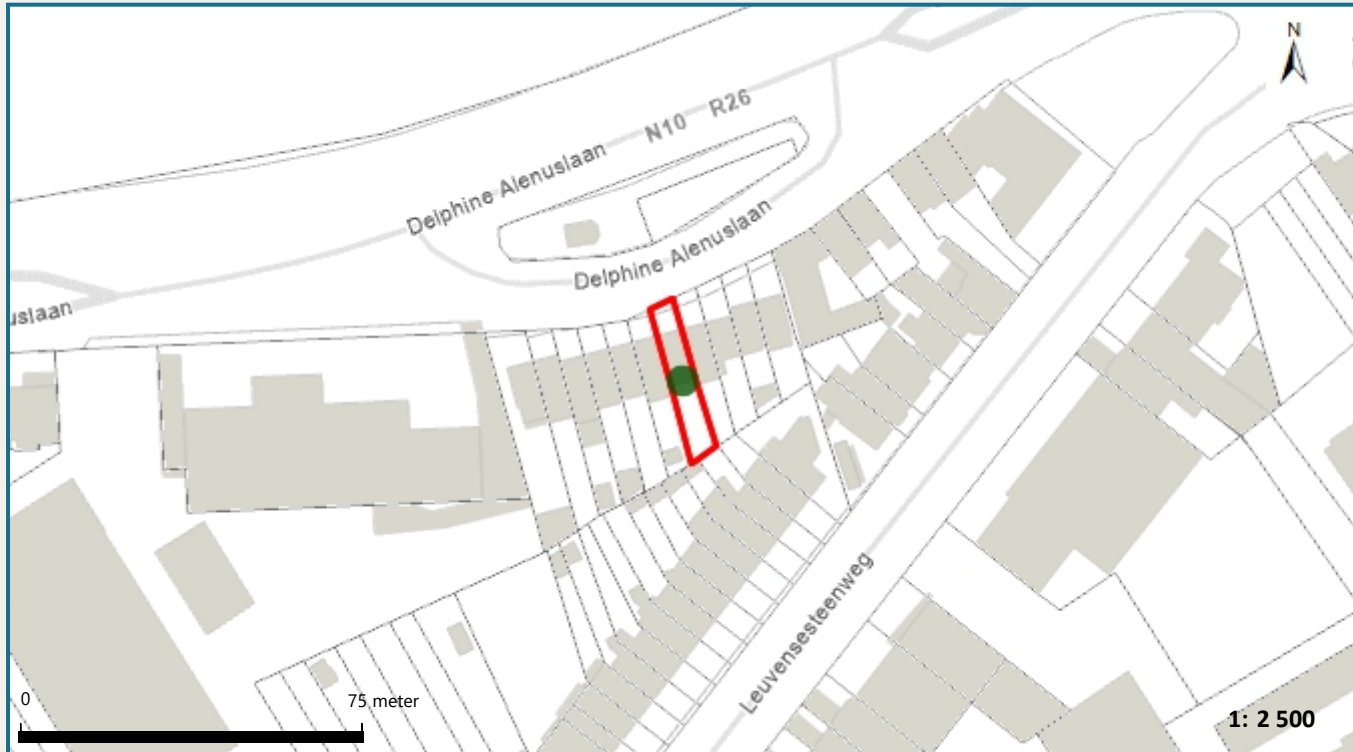 N
N10 R26
Delphine Alenuslaan
Delphine Alenuslaan
uslaan
Leuvensesteenweg
0
75 meter
1: 2 500